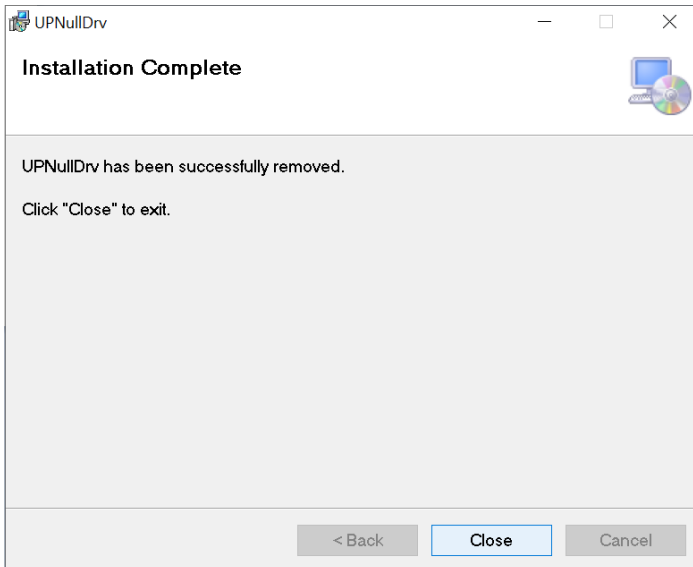 UPNullDrv
Installation Complete
UPNullDrv has been successfully removed.
Click "Close" to exit.
< Back
Close
Cancel